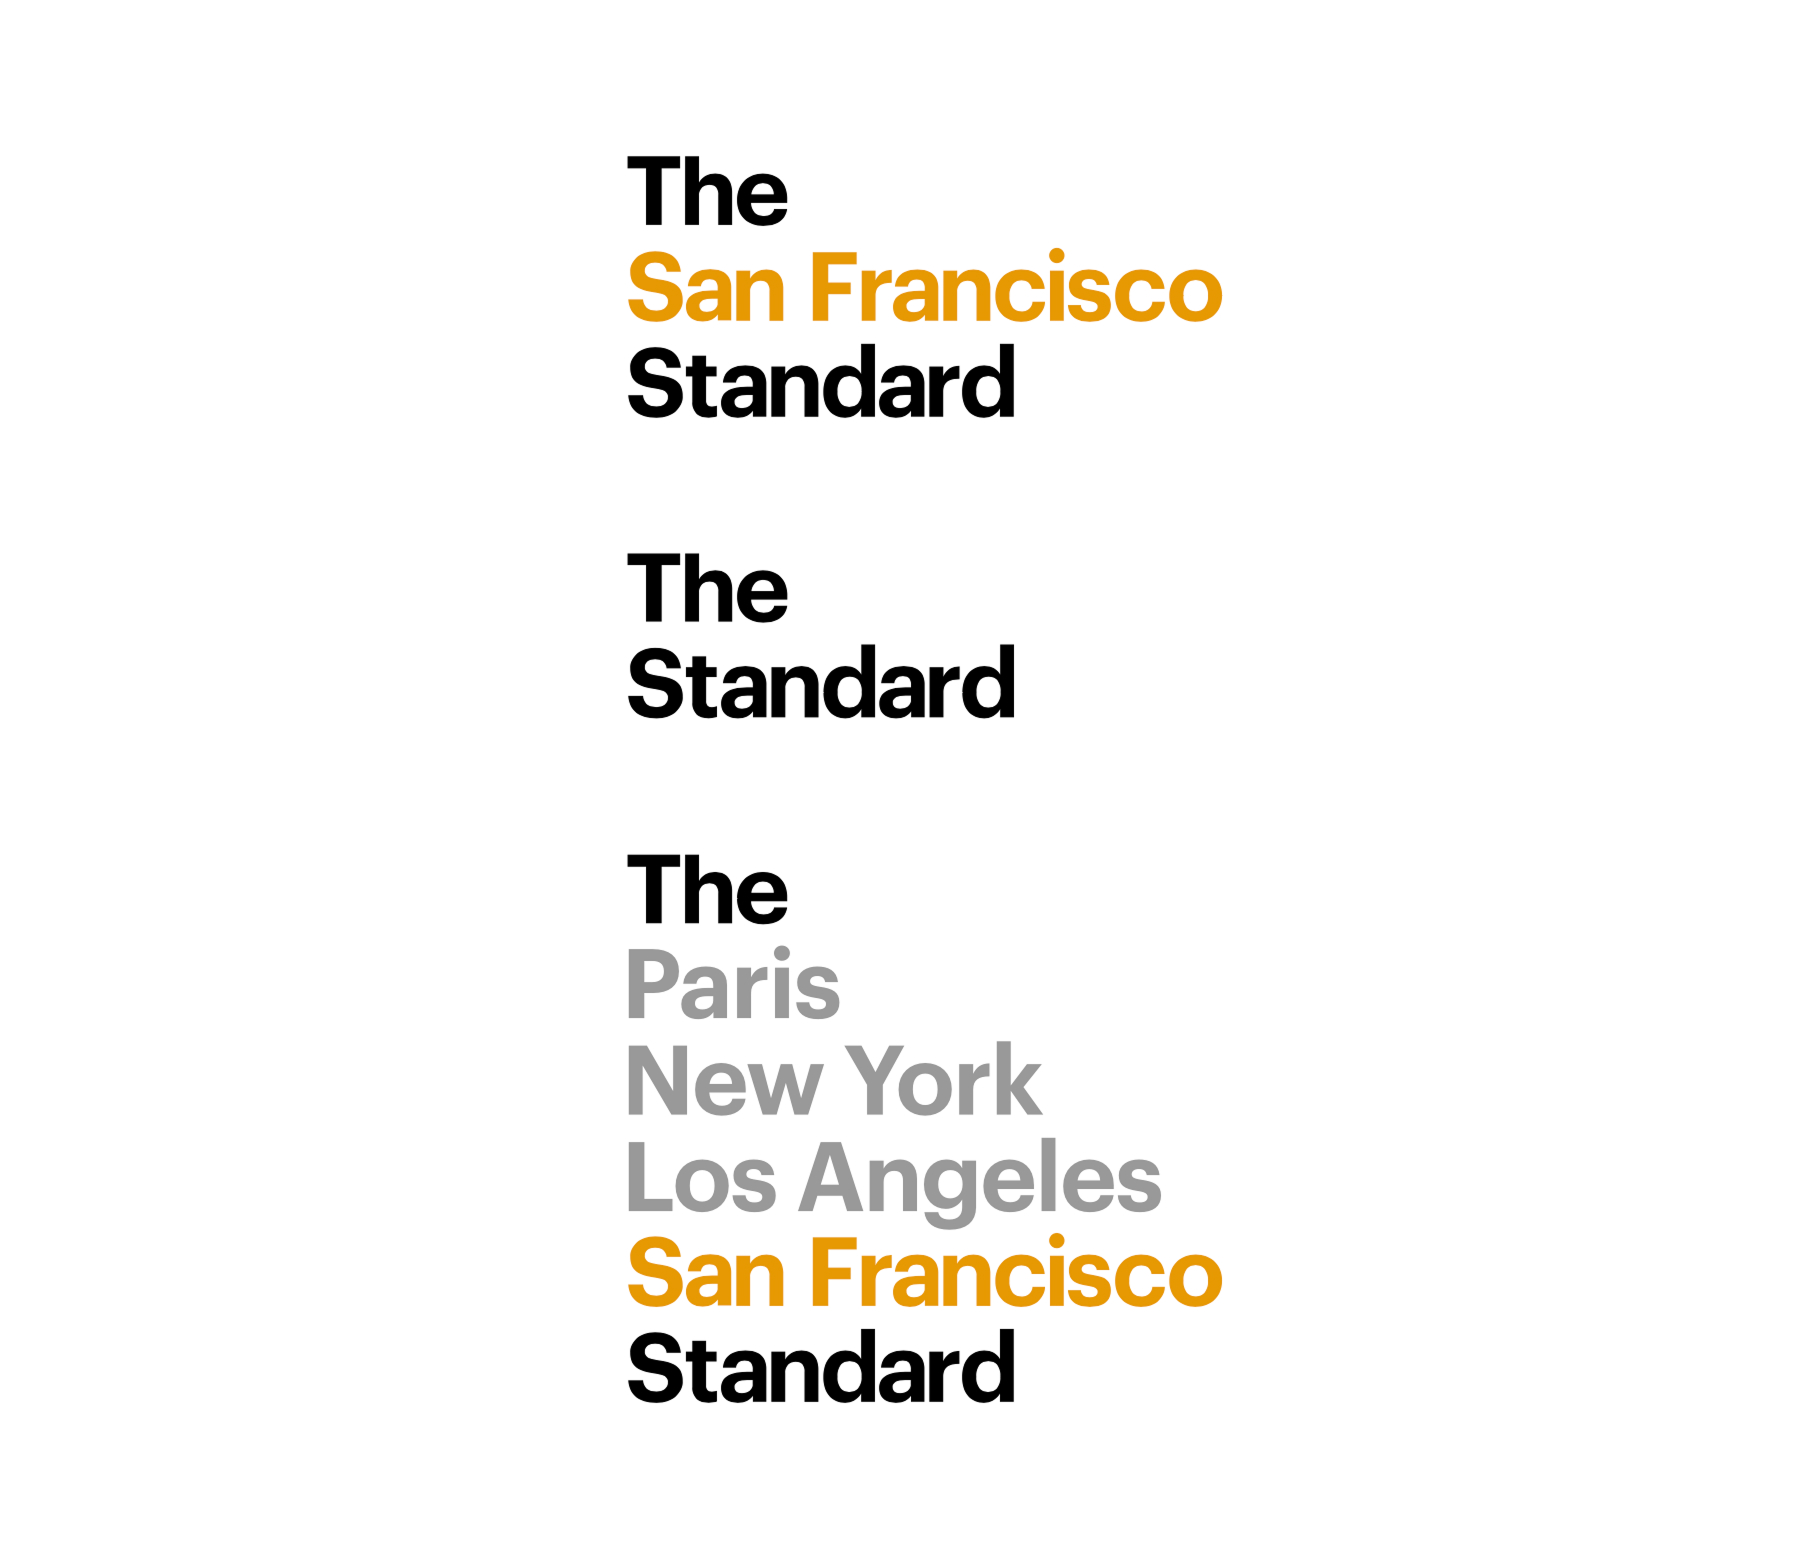 The
San Francisco
Standard
The
Standard
The
Paris
New York
Los Angeles
San Francisco
Standard